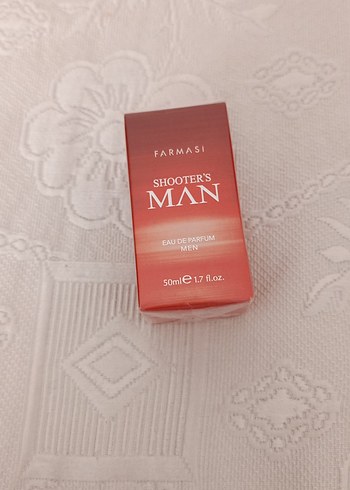 FARMASi
SHOOTER'S
MAN
EAU DE PARFUM
MEN
50ml e 1.7 fl.oz.